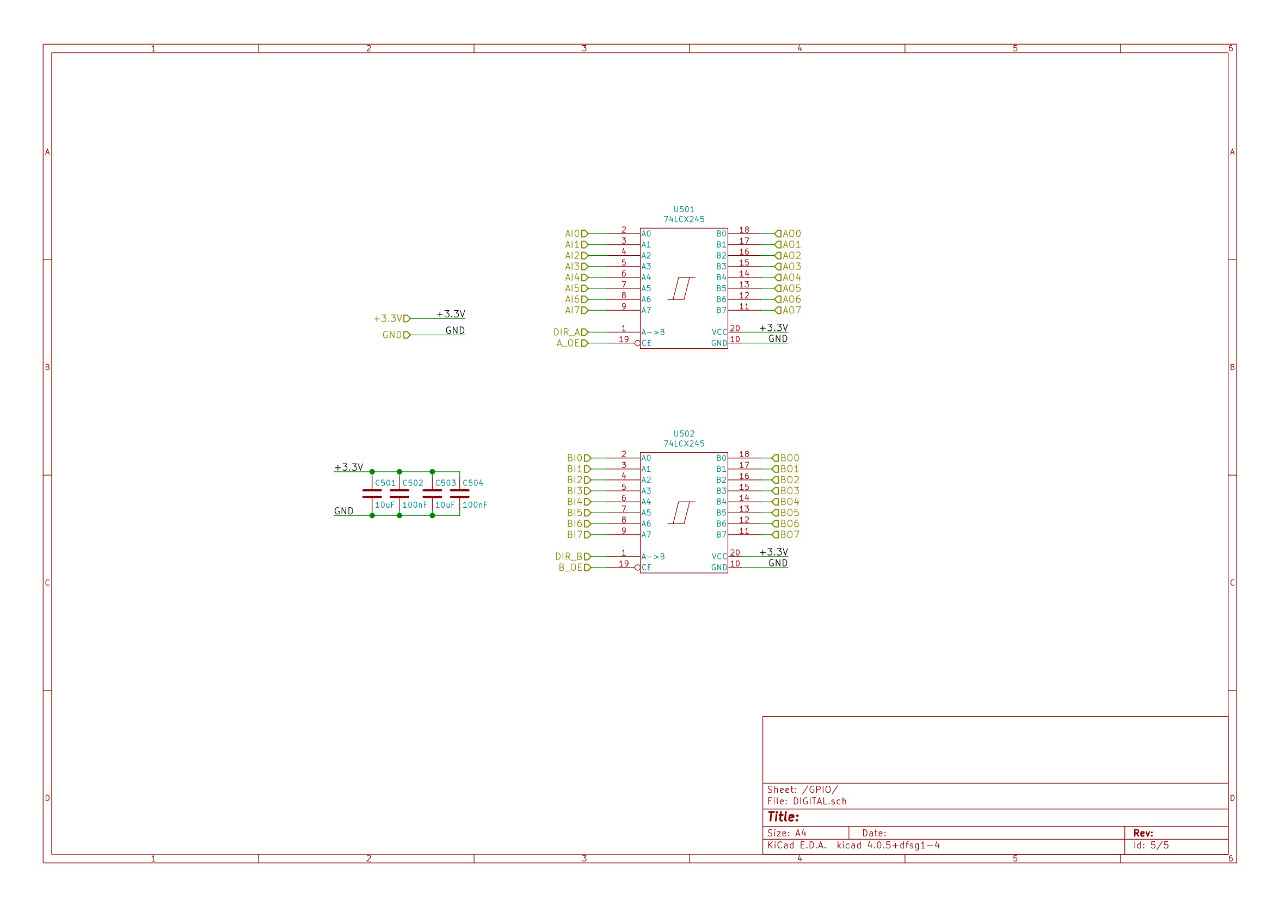 1 2 3 4 5 6
A A
B B
C C
D D
U501
74LCX245
AI0 2 A0 B0 18 AO0
AI1 3 A1 B1 17 AO1
AI2 4 A2 B2 16 AO2
AI3 5 A3 B3 15 AO3
AI4 6 A4 B4 14 AO4
AI5 7 A5 B5 13 AO5
AI6 8 A6 B6 12 AO6
AI7 9 A7 B7 11 AO7
DIR_A 1 A->B VCC 20 +3.3V
A_OE 19 CE GND 10 GND
+3.3V +3.3V
GND GND
U502
74LCX245
BI0 2 A0 B0 18 BO0
BI1 3 A1 B1 17 BO1
BI2 4 A2 B2 16 BO2
BI3 5 A3 B3 15 BO3
BI4 6 A4 B4 14 BO4
BI5 7 A5 B5 13 BO5
BI6 8 A6 B6 12 BO6
BI7 9 A7 B7 11 BO7
DIR_B 1 A->B VCC 20 +3.3V
B_OE 19 CE GND 10 GND
+3.3V
C501 C502 C503 C504
10uF 100nF 10uF 100nF
GND
Sheet: /GPIO/
File: DIGITAL.sch
Title:
Size: A4 Date: Rev:
KiCad E.D.A. kicad 4.0.5+dfsg1-4 Id: 5/5
1 2 3 4 5 6